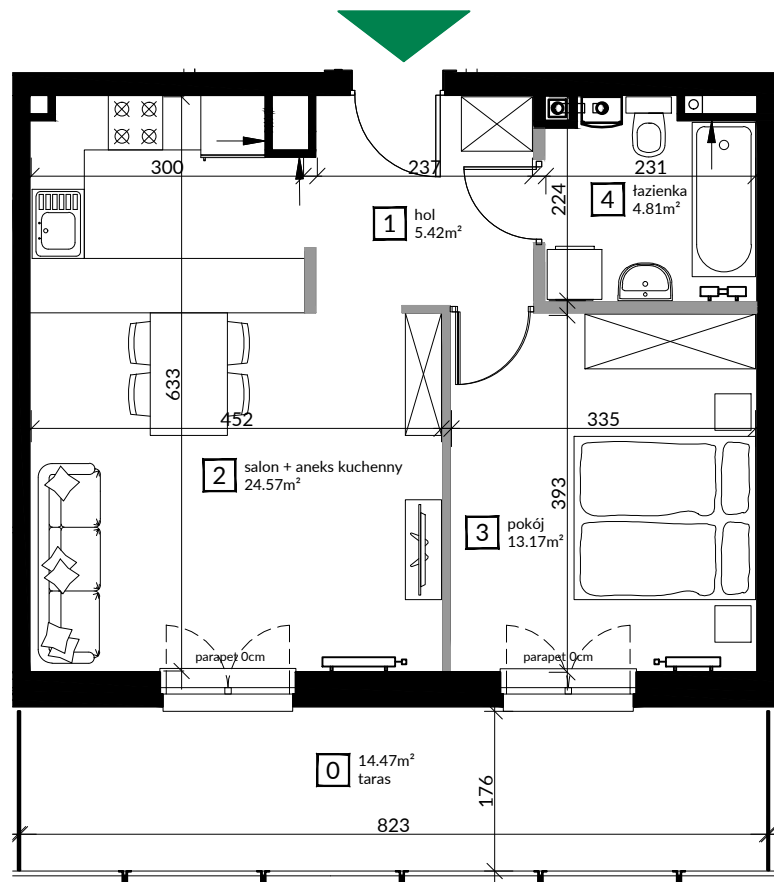 300
237
231
224
1
hol
5.42m²
4
łazienka
4.81m²
633
452
335
393
2
salon + aneks kuchenny
24.57m²
3
pokój
13.17m²
parapet 0cm
parapet 0cm
0
14.47m²
taras
176
823